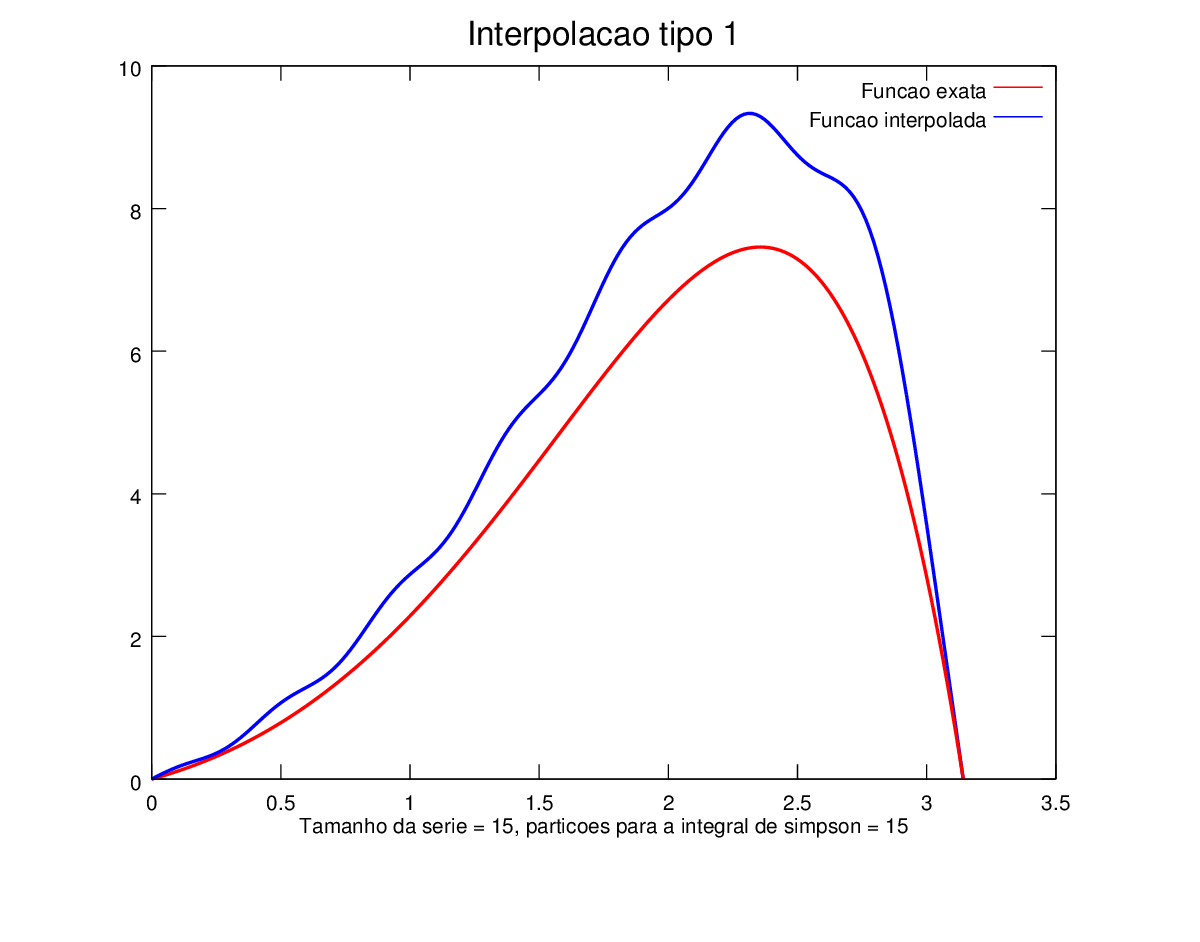 Interpolacao tipo 1
10
Funcao exata
Funcao interpolada
8
6
4
2
0
0 0.5 1 1.5 2 2.5 3 3.5
Tamanho da serie = 15, particoes para a integral de simpson = 15